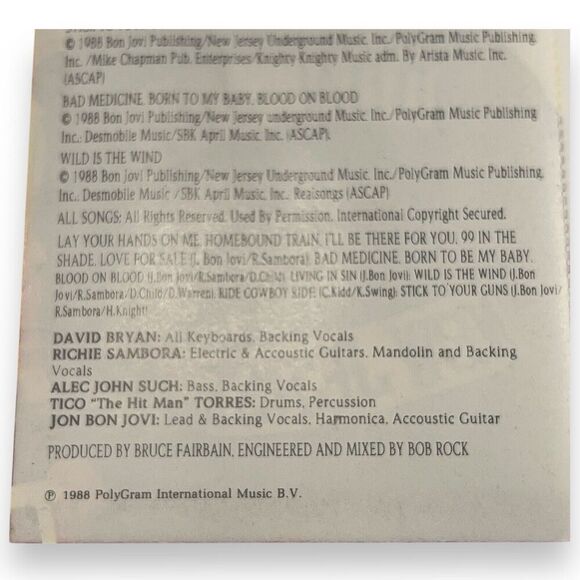 © 1988 Bon Jovi Publishing/New Jersey Underground Music. Inc./PolyGram Music Publishing,
Inc. /Mike Chapman Pub. Enterprises/Knighty Knighty Music adm. By Arista Music. Inc.
(ASCAP)
BAD MEDICINE. BORN TO MY BABY. BLOOD ON BLOOD
© 1988 Bon Jovi Publishing/New Jersey underground Music. Inc./PolyGram Music Publishing
Inc.; Desmobile Music/SBK April Music. Inc. (ASCAP).
WILD IS THE WIND
© 1988 Bon Jovi Publishing/New Jersey Underground Music. Inc./PolyGram Music Publishing,
Inc.; Desmobile Music /SBK April Music. Inc.. Realsongs (ASCAP)
ALL SONGS: All Rights Reserved. Used By Permission. International Copyright Secured.
LAY YOUR HANDS ON ME. HOMEBOUND TRAIN. I'LL BE THERE FOR YOU. 99 IN THE
SHADE. LOVE FOR SALE (J. Bon Jovi/R.Sambora). BAD MEDICINE. BORN TO BE MY BABY.
BLOOD ON BLOOD (J.Bon Jovi/R.Sambora/D.Child). LIVING IN SIN (J.Bon Jovi); WILD IS THE WIND (J.Bon
Jovi/R.Sambora/D.Child/D.Warren). RIDE COWBOY RIDE. (C.Kidd/K.Swing); STICK TO YOUR GUNS (J.Bon Jovi/
R.Sambora/H.Knight)
DAVID BRYAN: All Keyboards, Backing Vocals
RICHIE SAMBORA: Electric & Accoustic Guitars, Mandolin and Backing
Vocals
ALEC JOHN SUCH: Bass, Backing Vocals
TICO "The Hit Man" TORRES: Drums, Percussion
JON BON JOVI: Lead & Backing Vocals, Harmonica, Accoustic Guitar
PRODUCED BY BRUCE FAIRBAIN, ENGINEERED AND MIXED BY BOB ROCK
℗ 1988 PolyGram International Music B.V.